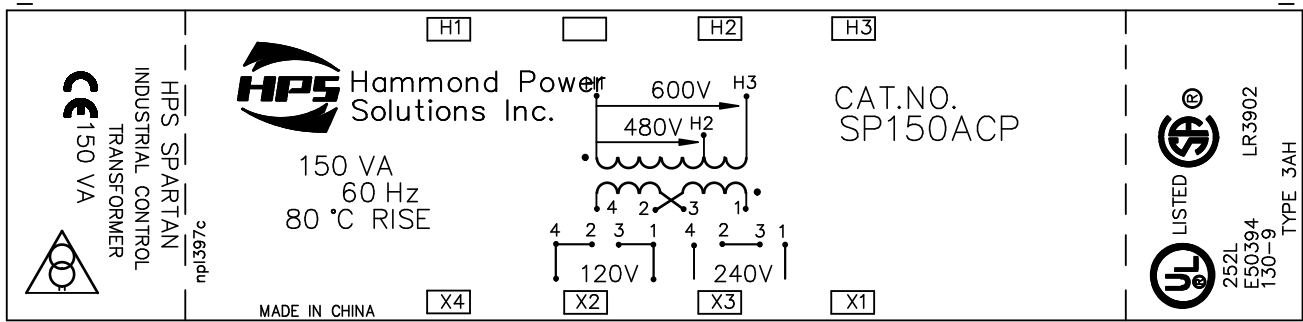 HPS SPARTAN
INDUSTRIAL CONTROL
TRANSFORMER
CE 150 VA
npl397c
H1
H2
H3
HPS
Hammond Power
Solutions Inc.
150 VA
60 Hz
80 °C RISE
MADE IN CHINA
H1
H3
600V
480V
H2
4 2 3 1
4 2 3 1 4 2 3 1
120V 240V
CAT.NO.
SP150ACP
X4
X2
X3
X1
SA ®
LR3902
UL ®
LISTED
252L
E50394
130-9
TYPE 3AH